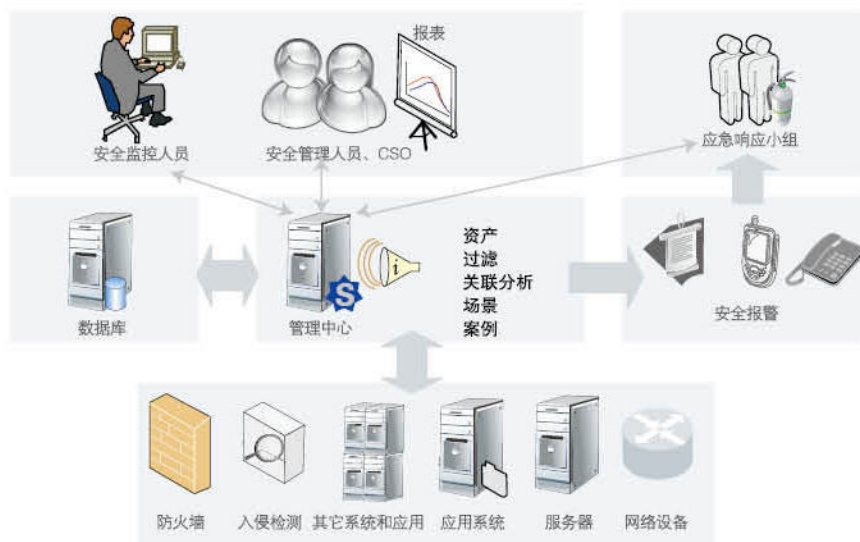 报表
安全监控人员
安全管理人员、CSO
应急响应小组
资产
过滤
关联分析
场景
案例
i
S
数据库
管理中心
安全报警
防火墙
入侵检测
其它系统和应用
应用系统
服务器
网络设备